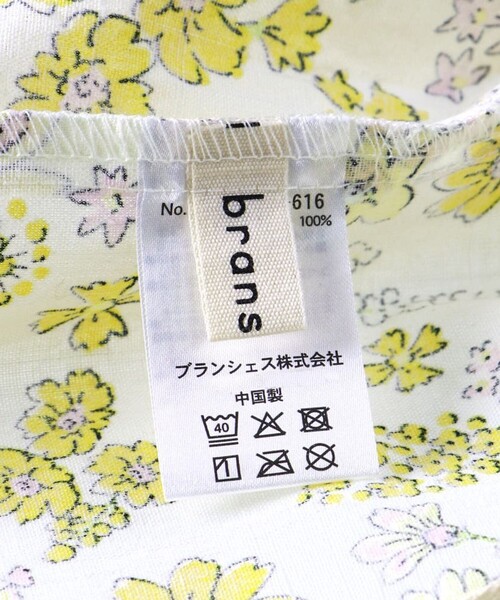 No. 616
100%
brans
ブランシェス株式会社
中国製
40